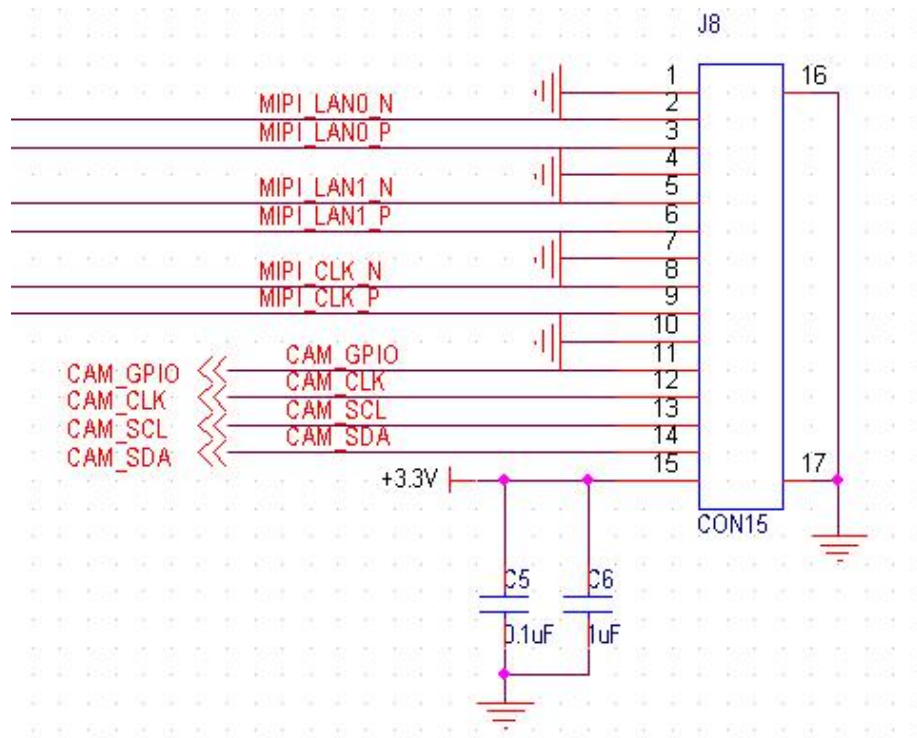 J8
1
16
MIPI_LAN0_N
2
MIPI_LAN0_P
3
4
MIPI_LAN1_N
5
MIPI_LAN1_P
6
7
MIPI_CLK_N
8
MIPI_CLK_P
9
10
CAM_GPIO
11
CAM_GPIO
CAM_CLK
12
CAM_CLK
CAM_SCL
13
CAM_SCL
CAM_SDA
14
CAM_SDA
15
17
+3.3V
CON15
C5
C6
0.1uF
1uF